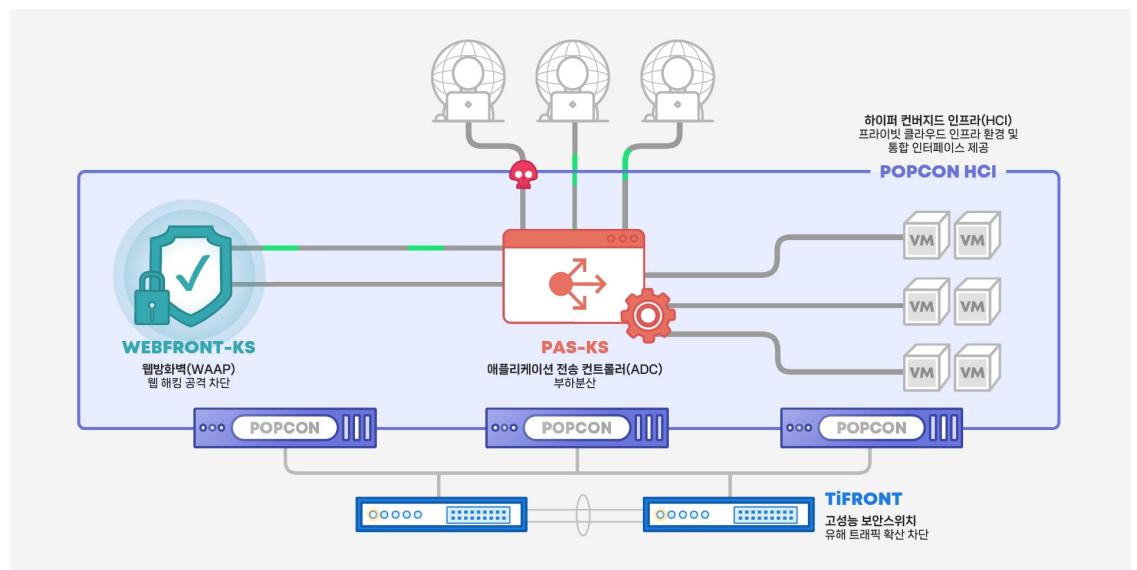 하이퍼 컨버지드 인프라(HCI)
프라이빗 클라우드 인프라 환경 및
통합 인터페이스 제공
POPCON HCI
VM VM
VM VM
VM VM
WEBFRONT-KS
웹방화벽(WAAP)
웹 해킹 공격 차단
PAS-KS
애플리케이션 전송 컨트롤러(ADC)
부하분산
POPCON
POPCON
POPCON
TiFRONT
고성능 보안스위치
유해 트래픽 확산 차단